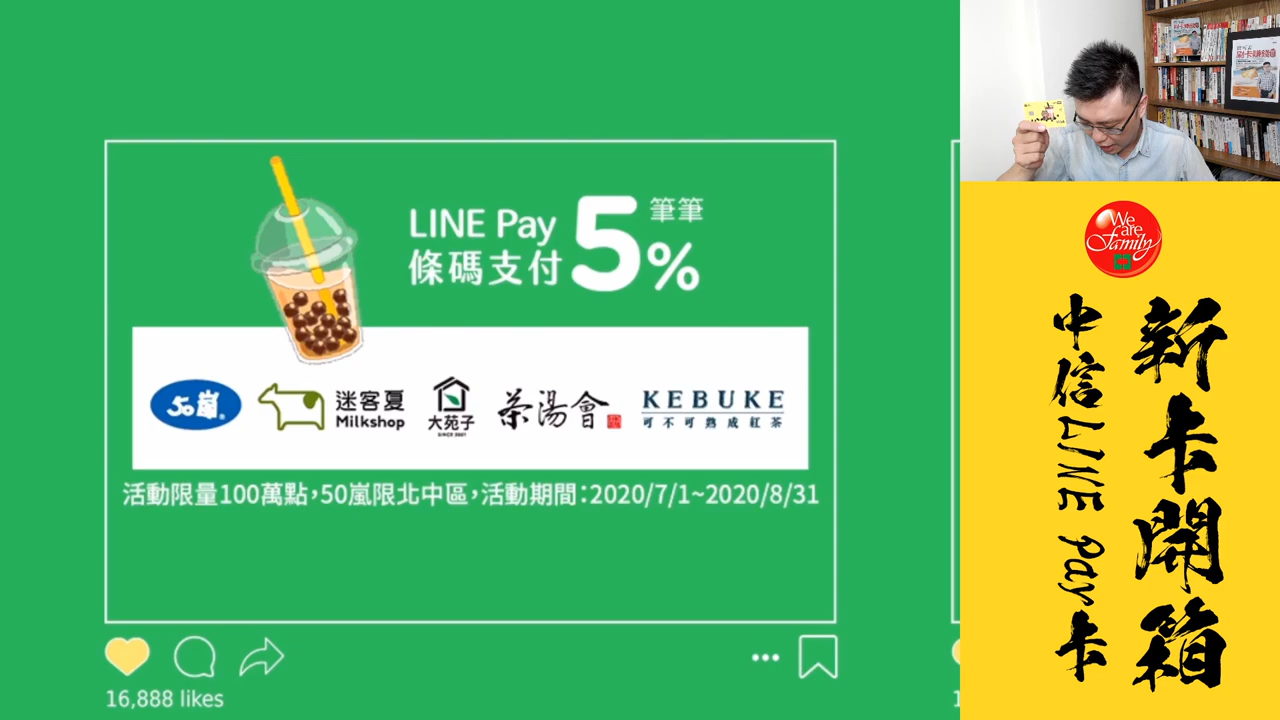 LINE Pay
條碼支付
5%
筆筆
50嵐
迷客夏
Milkshop
大苑子
SINCE 2001
茶湯會
KEBUKE
可不可熟成紅茶
活動限量100萬點，50嵐限北中區，活動期間：2020/7/1~2020/8/31
16,888 likes
We
are
Family
新卡開箱
中信LINE Pay卡